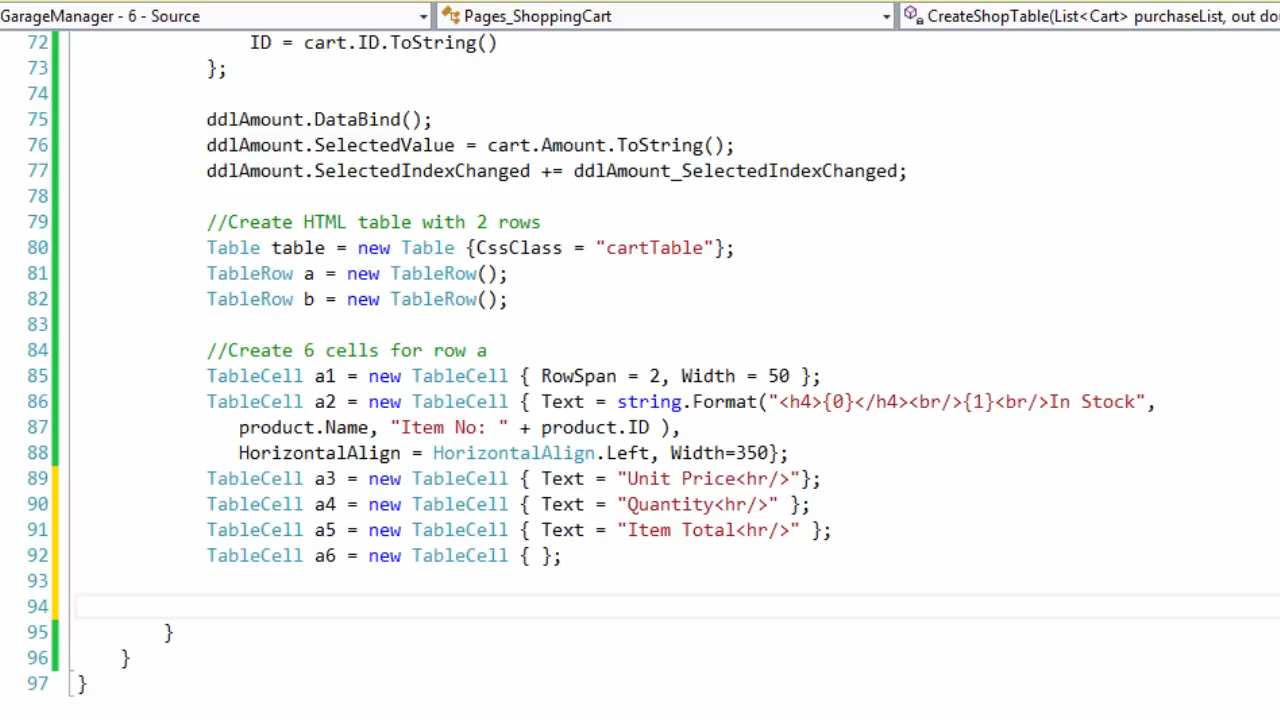 GarageManager - 6 - Source Pages_ShoppingCart CreateShopTable(List<Cart> purchaseList, out do
72 ID = cart.ID.ToString()
73 };
74
75 ddlAmount.DataBind();
76 ddlAmount.SelectedValue = cart.Amount.ToString();
77 ddlAmount.SelectedIndexChanged += ddlAmount_SelectedIndexChanged;
78
79 //Create HTML table with 2 rows
80 Table table = new Table {CssClass = "cartTable"};
81 TableRow a = new TableRow();
82 TableRow b = new TableRow();
83
84 //Create 6 cells for row a
85 TableCell a1 = new TableCell { RowSpan = 2, Width = 50 };
86 TableCell a2 = new TableCell { Text = string.Format("<h4>{0}</h4><br/>{1}<br/>In Stock",
87 product.Name, "Item No: " + product.ID ),
88 HorizontalAlign = HorizontalAlign.Left, Width=350};
89 TableCell a3 = new TableCell { Text = "Unit Price<hr/>"};
90 TableCell a4 = new TableCell { Text = "Quantity<hr/>" };
91 TableCell a5 = new TableCell { Text = "Item Total<hr/>" };
92 TableCell a6 = new TableCell { };
93
94
95 }
96 }
97 }